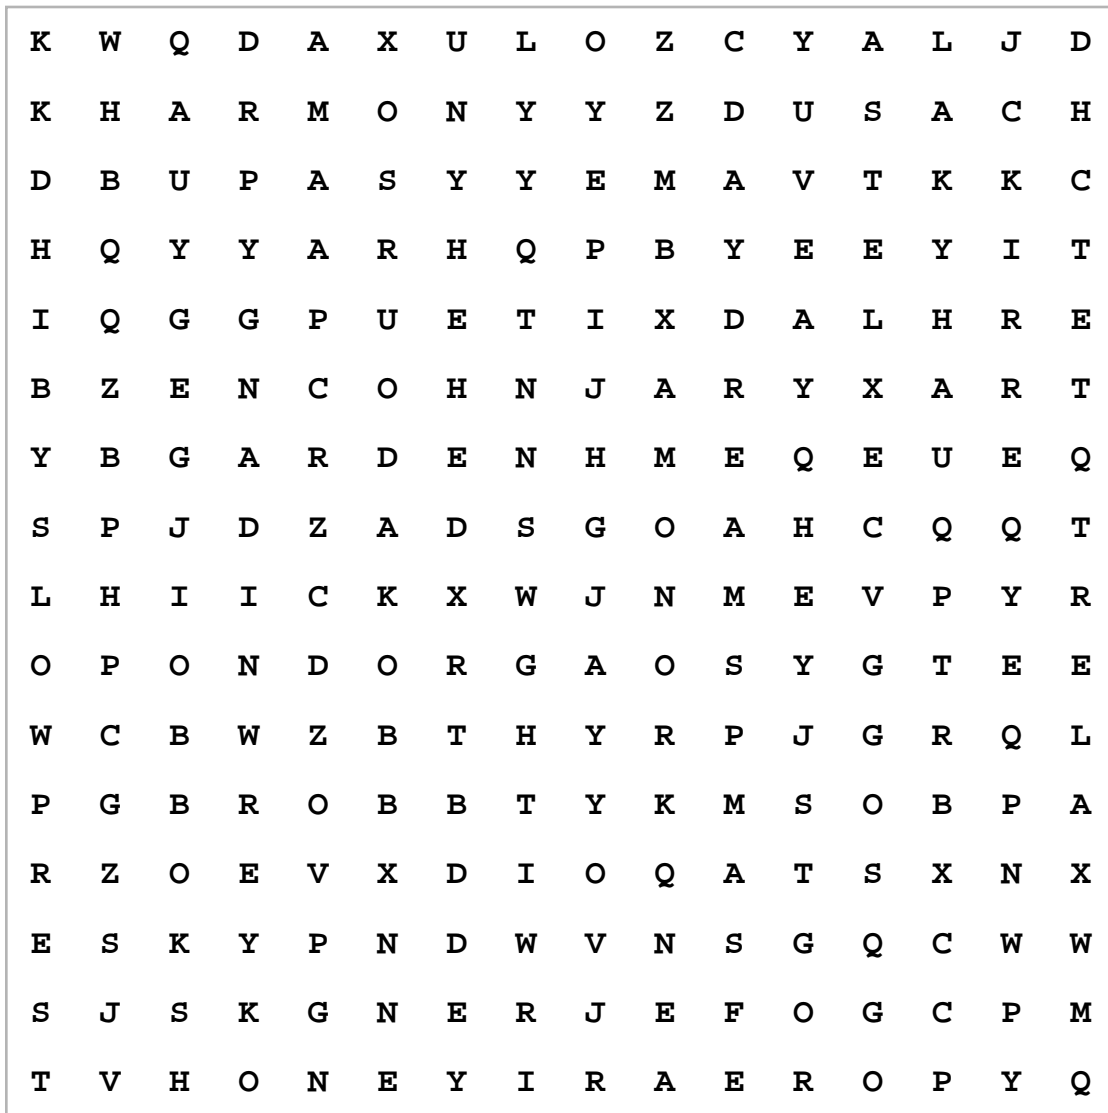 K W Q D A X U L O Z C Y A L J D
K H A R M O N Y Y Z D U S A C H
D B U P A S Y Y E M A V T K K C
H Q Y Y A R H Q P B Y E E Y I T
I Q G G P U E T I X D A L H R E
B Z E N C O H N J A R Y X A R T
Y B G A R D E N H M E Q E U E Q
S P J D Z A D S G O A H C Q Q T
L H I I C K X W J N M E V P Y R
O P O N D O R G A O S Y G T E E
W C B W Z B T H Y R P J G R Q L
P G B R O B B T Y K M S O B P A
R Z O E V X D I O Q A T S X N X
E S K Y P N D W V N S G Q C W W
S J S K G N E R J E F O G C P M
T V H O N E Y I R A E R O P Y Q